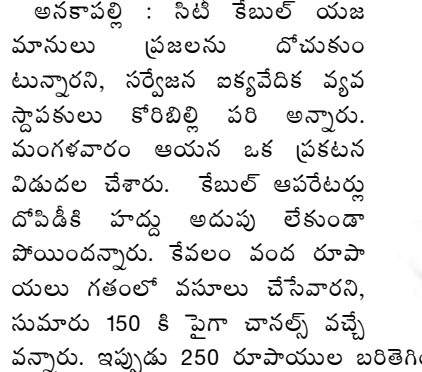 అనకాపల్లి : సిటీ కేబుల్ యజ
మానులు ప్రజలను దోచుకుం
టున్నారని, సర్వేజన ఐక్యవేదిక వ్యవ
స్థాపకులు కోరిబిల్లి పరి అన్నారు.
మంగళవారం ఆయన ఒక ప్రకటన
విడుదల చేశారు. కేబుల్ ఆపరేటర్లు
దోపిడీకి హద్దు అదుపు లేకుండా
పోయిందన్నారు. కేవలం వంద రూపా
యలు గతంలో వసూలు చేసేవారని,
సుమారు 150 కి పైగా చానల్స్ వచ్చే
వన్నారు. ఇప్పుడు 250 రూపాయుల బరితెగిం